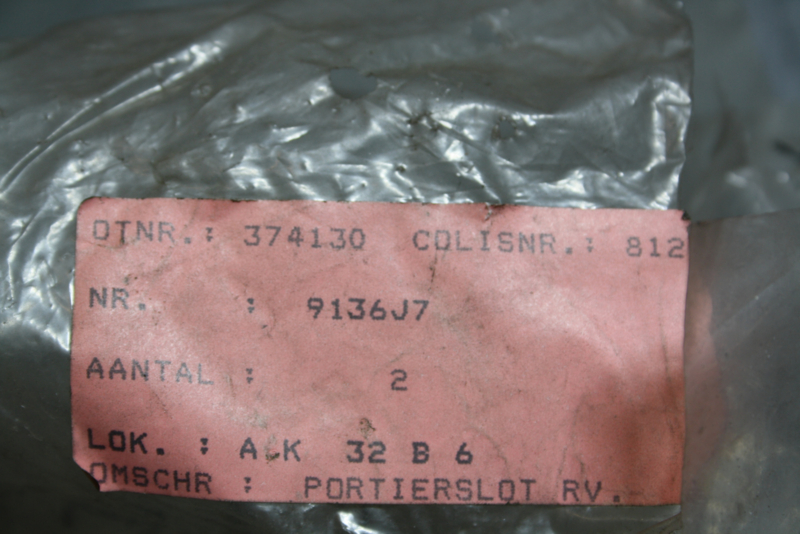 OTNR.: 374130 COLISNR.: 812
NR. : 9136J7
AANTAL : 2
LOK. : A K 32 B 6
OMSCHR : PORTIERSLOT RV.